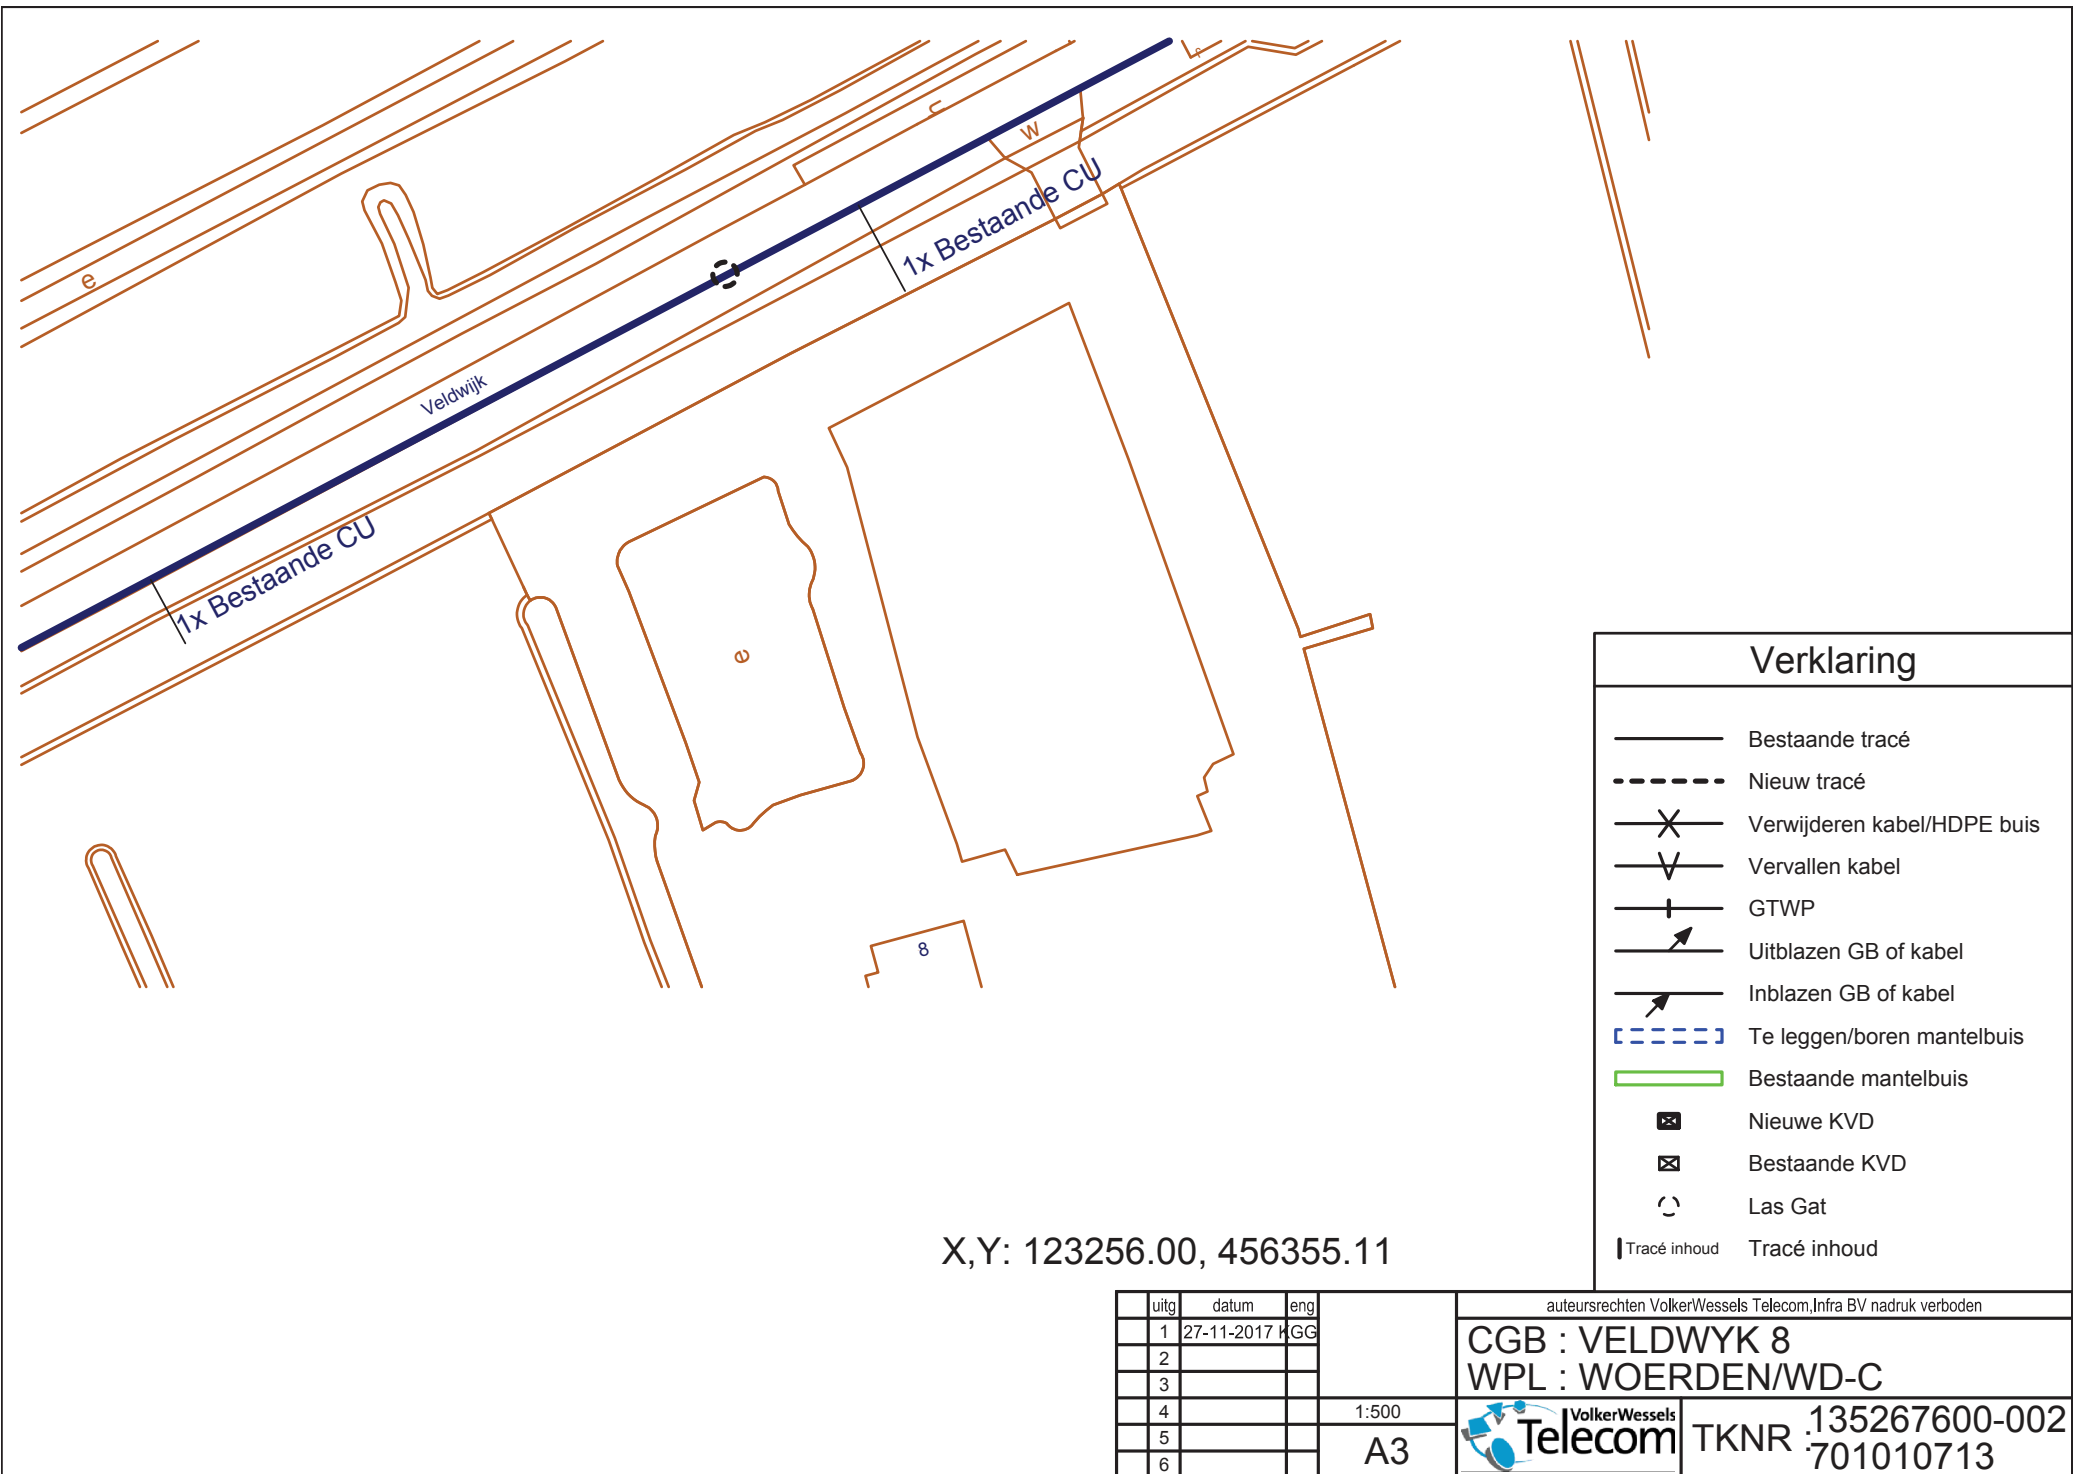 e
c
w
c
1x Bestaande CU
Veldwijk
1x Bestaande CU
e
8
Verklaring
Bestaande tracé
Nieuw tracé
Verwijderen kabel/HDPE buis
Vervallen kabel
GTWP
Uitblazen GB of kabel
Inblazen GB of kabel
Te leggen/boren mantelbuis
Bestaande mantelbuis
Nieuwe KVD
Bestaande KVD
Las Gat
Tracé inhoud Tracé inhoud
X,Y: 123256.00, 456355.11
uitg datum eng
1 27-11-2017 KGG
2
3
4
5
6
1:500
A3
auteursrechten VolkerWessels Telecom,Infra BV nadruk verboden
CGB : VELDWYK 8
WPL : WOERDEN/WD-C
VolkerWessels
Telecom
TKNR :135267600-002
:701010713